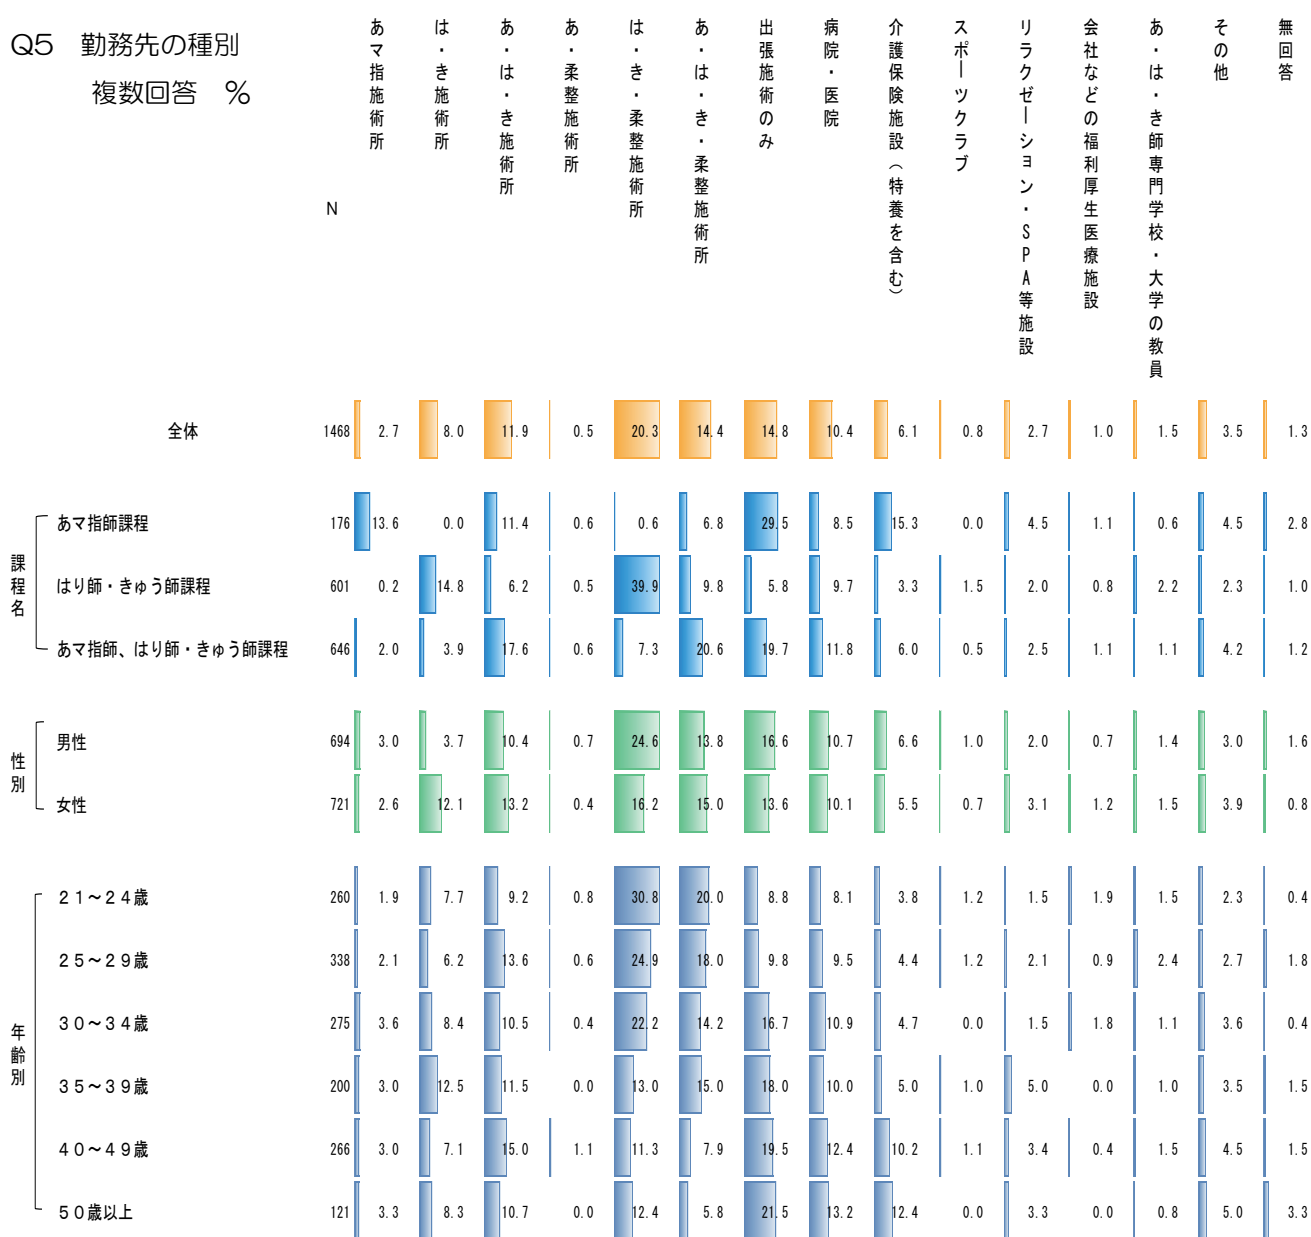 Q5 勤務先の種別
複数回答 %
N
あマ指施術所
は・き施術所
あ・は・き施術所
あ・柔整施術所
は・き・柔整施術所
あ・は・き・柔整施術所
出張施術のみ
病院・医院
介護保険施設（特養を含む）
スポーツクラブ
リラクゼーション・SPA等施設
会社などの福利厚生医療施設
あ・は・き師専門学校・大学の教員
その他
無回答
全体 1468 2.7 8.0 11.9 0.5 20.3 14.4 14.8 10.4 6.1 0.8 2.7 1.0 1.5 3.5 1.3
課程名
あマ指師課程 176 13.6 0.0 11.4 0.6 0.6 6.8 29.5 8.5 15.3 0.0 4.5 1.1 0.6 4.5 2.8
はり師・きゅう師課程 601 0.2 14.8 6.2 0.5 39.9 9.8 5.8 9.7 3.3 1.5 2.0 0.8 2.2 2.3 1.0
あマ指師、はり師・きゅう師課程 646 2.0 3.9 17.6 0.6 7.3 20.6 19.7 11.8 6.0 0.5 2.5 1.1 1.1 4.2 1.2
性別
男性 694 3.0 3.7 10.4 0.7 24.6 13.8 16.6 10.7 6.6 1.0 2.0 0.7 1.4 3.0 1.6
女性 721 2.6 12.1 13.2 0.4 16.2 15.0 13.6 10.1 5.5 0.7 3.1 1.2 1.5 3.9 0.8
年齢別
２１～２４歳 260 1.9 7.7 9.2 0.8 30.8 20.0 8.8 8.1 3.8 1.2 1.5 1.9 1.5 2.3 0.4
２５～２９歳 338 2.1 6.2 13.6 0.6 24.9 18.0 9.8 9.5 4.4 1.2 2.1 0.9 2.4 2.7 1.8
３０～３４歳 275 3.6 8.4 10.5 0.4 22.2 14.2 16.7 10.9 4.7 0.0 1.5 1.8 1.1 3.6 0.4
３５～３９歳 200 3.0 12.5 11.5 0.0 13.0 15.0 18.0 10.0 5.0 1.0 5.0 0.0 1.0 3.5 1.5
４０～４９歳 266 3.0 7.1 15.0 1.1 11.3 7.9 19.5 12.4 10.2 1.1 3.4 0.4 1.5 4.5 1.5
５０歳以上 121 3.3 8.3 10.7 0.0 12.4 5.8 21.5 13.2 12.4 0.0 3.3 0.0 0.8 5.0 3.3